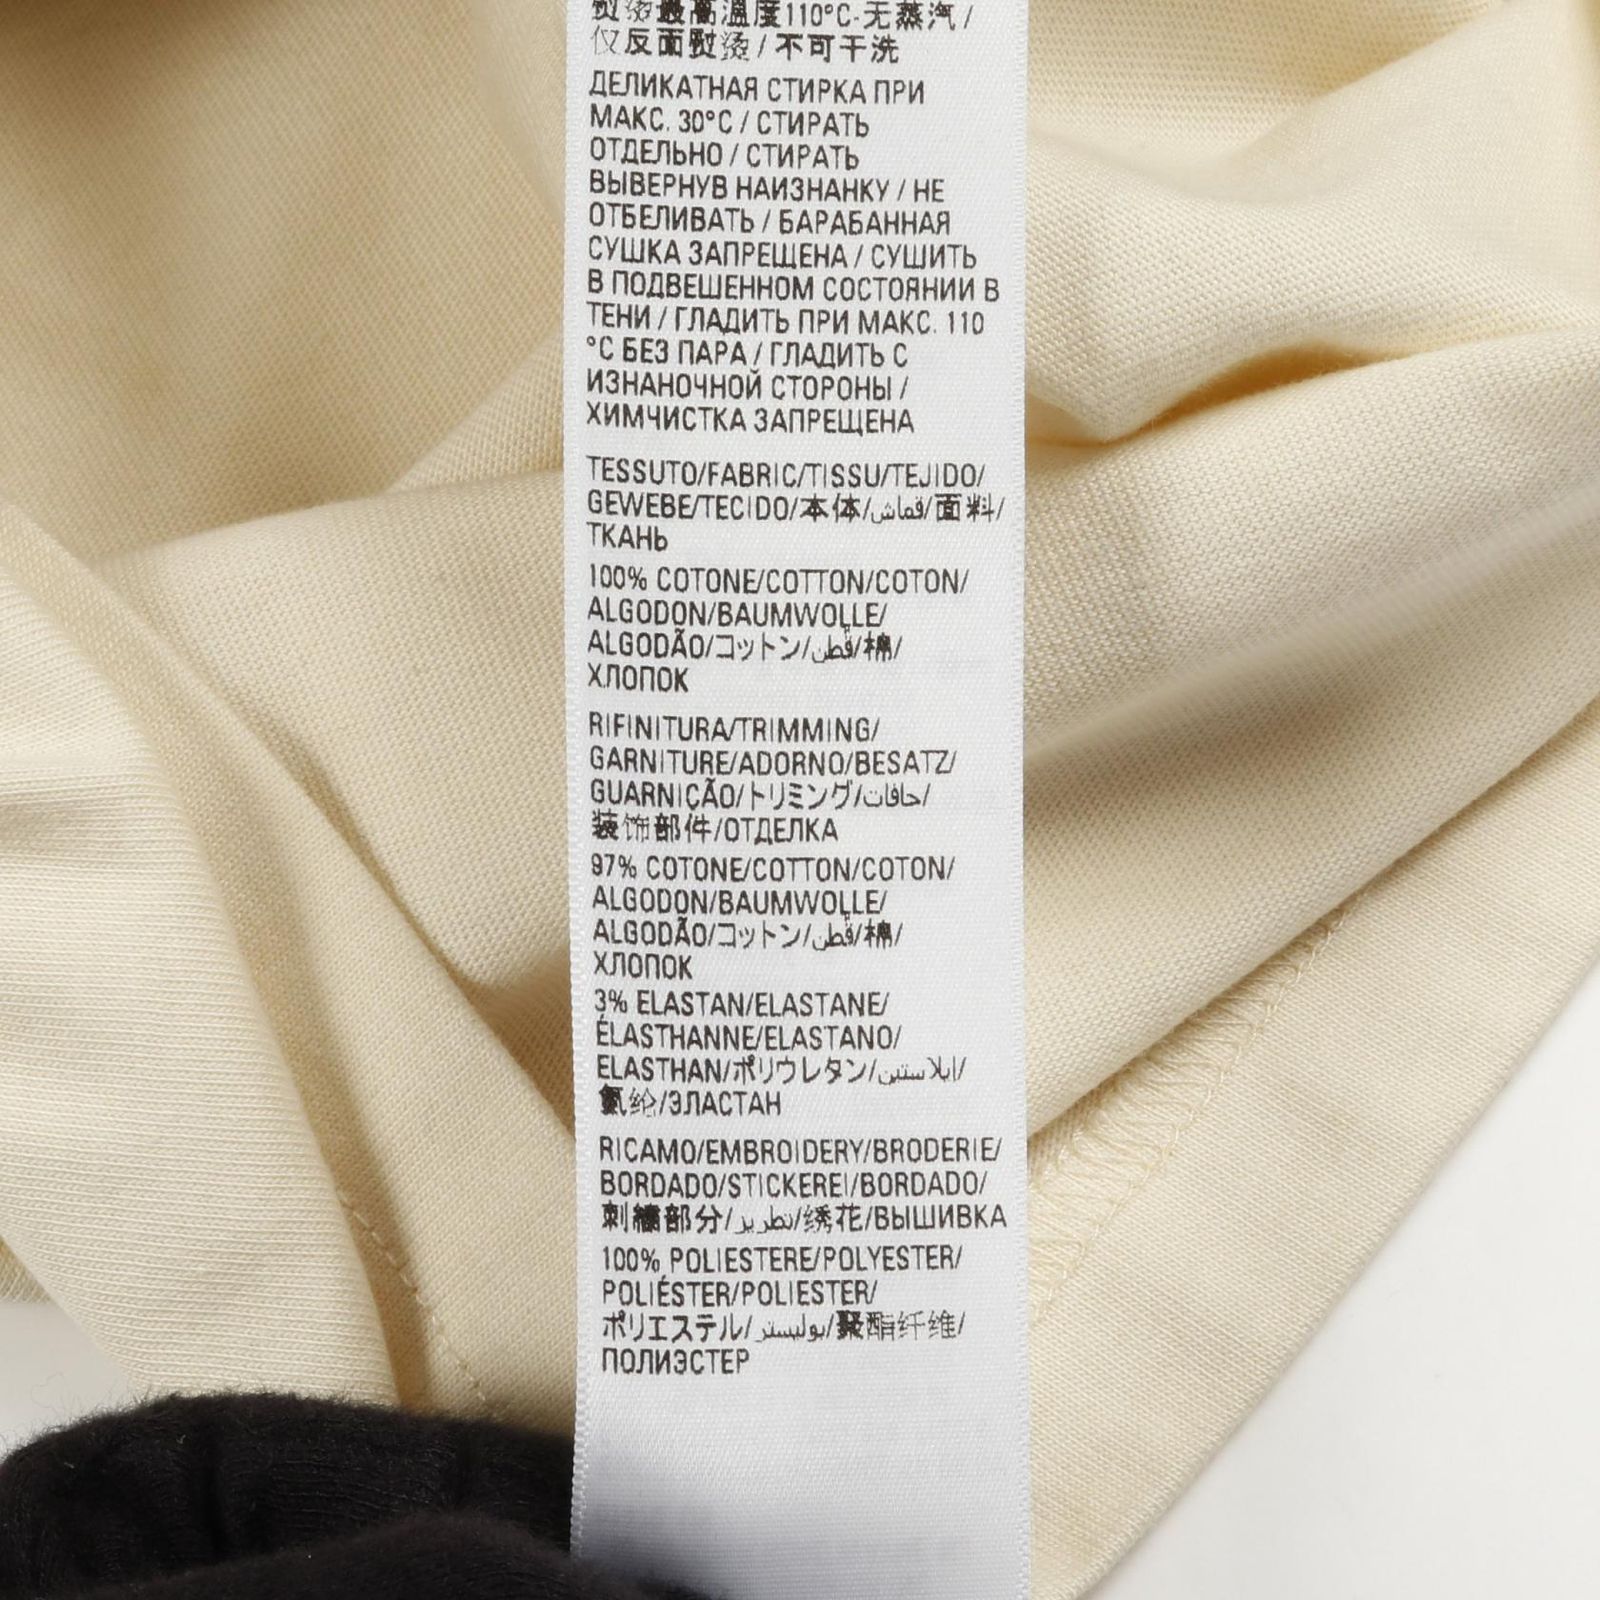 熨烫最高温度110°C-无蒸汽 /
仅反面熨烫 / 不可干洗
ДЕЛИКАТНАЯ СТИРКА ПРИ
МАКС. 30°C / СТИРАТЬ
ОТДЕЛЬНО / СТИРАТЬ
ВЫВЕРНУВ НАИЗНАНКУ / НЕ
ОТБЕЛИВАТЬ / БАРАБАННАЯ
СУШКА ЗАПРЕЩЕНА / СУШИТЬ
В ПОДВЕШЕННОМ СОСТОЯНИИ В
ТЕНИ / ГЛАДИТЬ ПРИ МАКС. 110
°C БЕЗ ПАРА / ГЛАДИТЬ С
ИЗНАНОЧНОЙ СТОРОНЫ /
ХИМЧИСТКА ЗАПРЕЩЕНА
TESSUTO/FABRIC/TISSU/TEJIDO/
GEWEBE/TECIDO/本体/قماش/面料/
ТКАНЬ
100% COTONE/COTTON/COTON/
ALGODON/BAUMWOLLE/
ALGODÃO/コットン/قطن/棉/
ХЛОПОК
RIFINITURA/TRIMMING/
GARNITURE/ADORNO/BESATZ/
GUARNIÇÃO/トリミング/حافات/
装饰部件/ОТДЕЛКА
97% COTONE/COTTON/COTON/
ALGODON/BAUMWOLLE/
ALGODÃO/コットン/قطن/棉/
ХЛОПОК
3% ELASTAN/ELASTANE/
ÉLASTHANNE/ELASTANO/
ELASTHAN/ポリウレタン/إيلاستين/
氨纶/ЭЛАСТАН
RICAMO/EMBROIDERY/BRODERIE/
BORDADO/STICKEREI/BORDADO/
刺繍部分/تطريز/绣花/ВЫШИВКА
100% POLIESTERE/POLYESTER/
POLIÉSTER/POLIESTER/
ポリエステル/بوليستر/聚酯纤维/
ПОЛИЭСТЕР